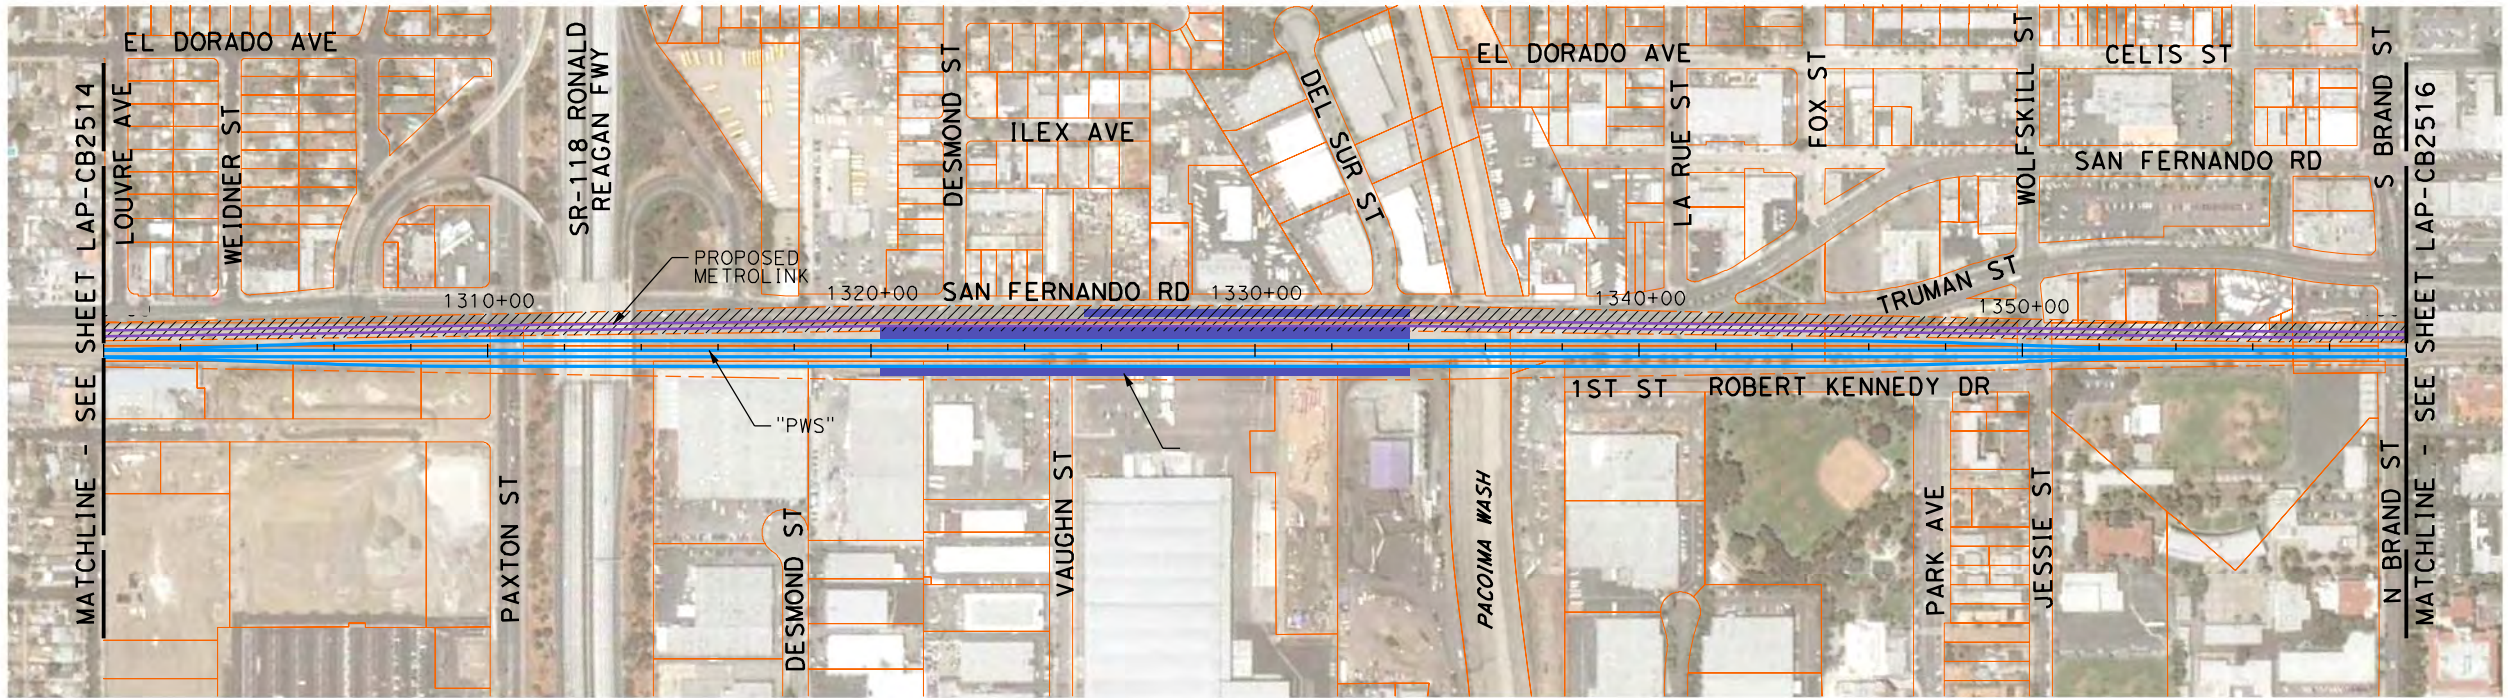 EL DORADO AVE
SR-118 RONALD
REAGAN FWY
DESMOND ST
ILEX AVE
DEL SUR ST
EL DORADO AVE
LA RUE ST
FOX ST
WOLFSKILL ST
CELIS ST
SAN FERNANDO RD
S BRAND ST
LOUVRE AVE
WEIDNER ST
MATCHLINE - SEE SHEET LAP-CB2514
MATCHLINE - SEE SHEET LAP-CB2516
PROPOSED
METROLINK
1310+00
1320+00
SAN FERNANDO RD
1330+00
1340+00
TRUMAN ST
1350+00
"PWS"
1ST ST
ROBERT KENNEDY DR
PAXTON ST
DESMOND ST
VAUGHN ST
PACOIMA WASH
PARK AVE
JESSIE ST
N BRAND ST